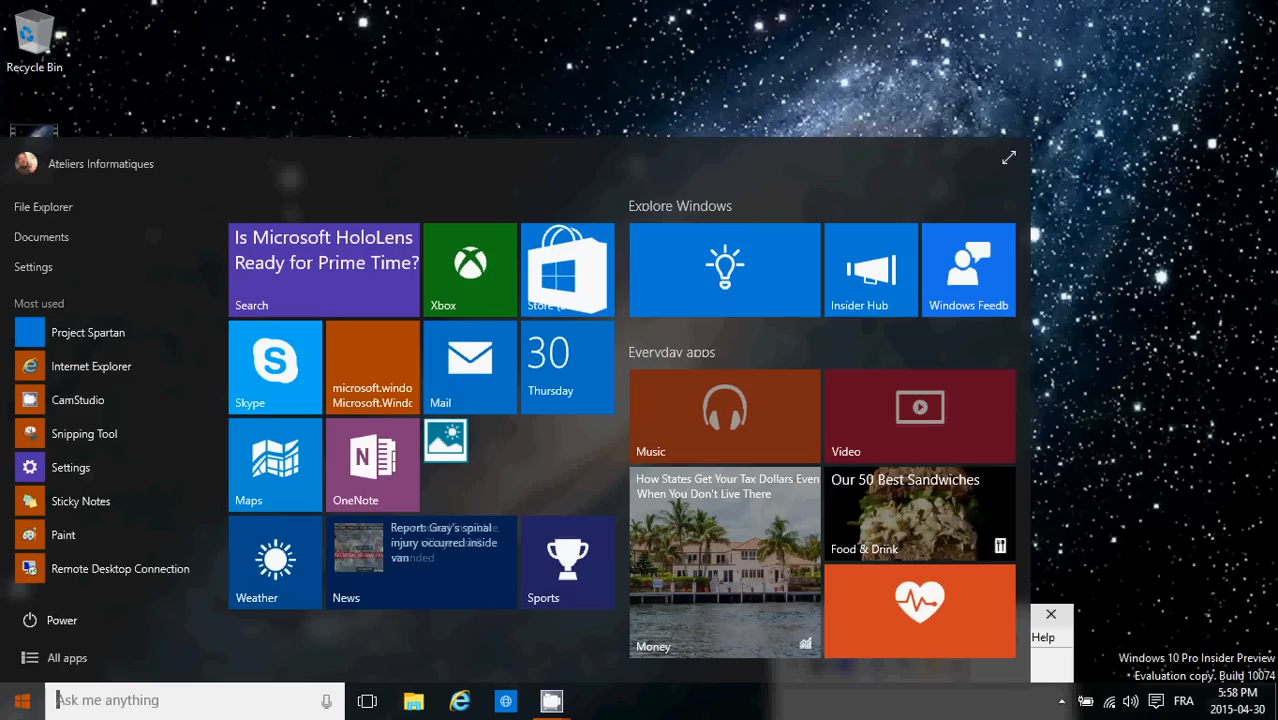 Recycle Bin
Ateliers Informatiques
File Explorer
Documents
Settings
Most used
Project Spartan
Internet Explorer
CamStudio
Snipping Tool
Settings
Sticky Notes
Paint
Remote Desktop Connection
Power
All apps
Is Microsoft HoloLens
Ready for Prime Time?
Search
Xbox
Store
Skype
microsoft.windo
Microsoft.Windc
Mail
30
Thursday
Maps
N
OneNote
Weather
Report: Gray's spinal
injury occurred inside
van
News
Sports
Explore Windows
Insider Hub
Windows Feedb
Everyday apps
Music
Video
How States Get Your Tax Dollars Even
When You Don't Live There
Money
Our 50 Best Sandwiches
Food & Drink
Help
Windows 10 Pro Insider Preview
Evaluation copy. Build 10074
Ask me anything
FRA
5:58 PM
2015-04-30